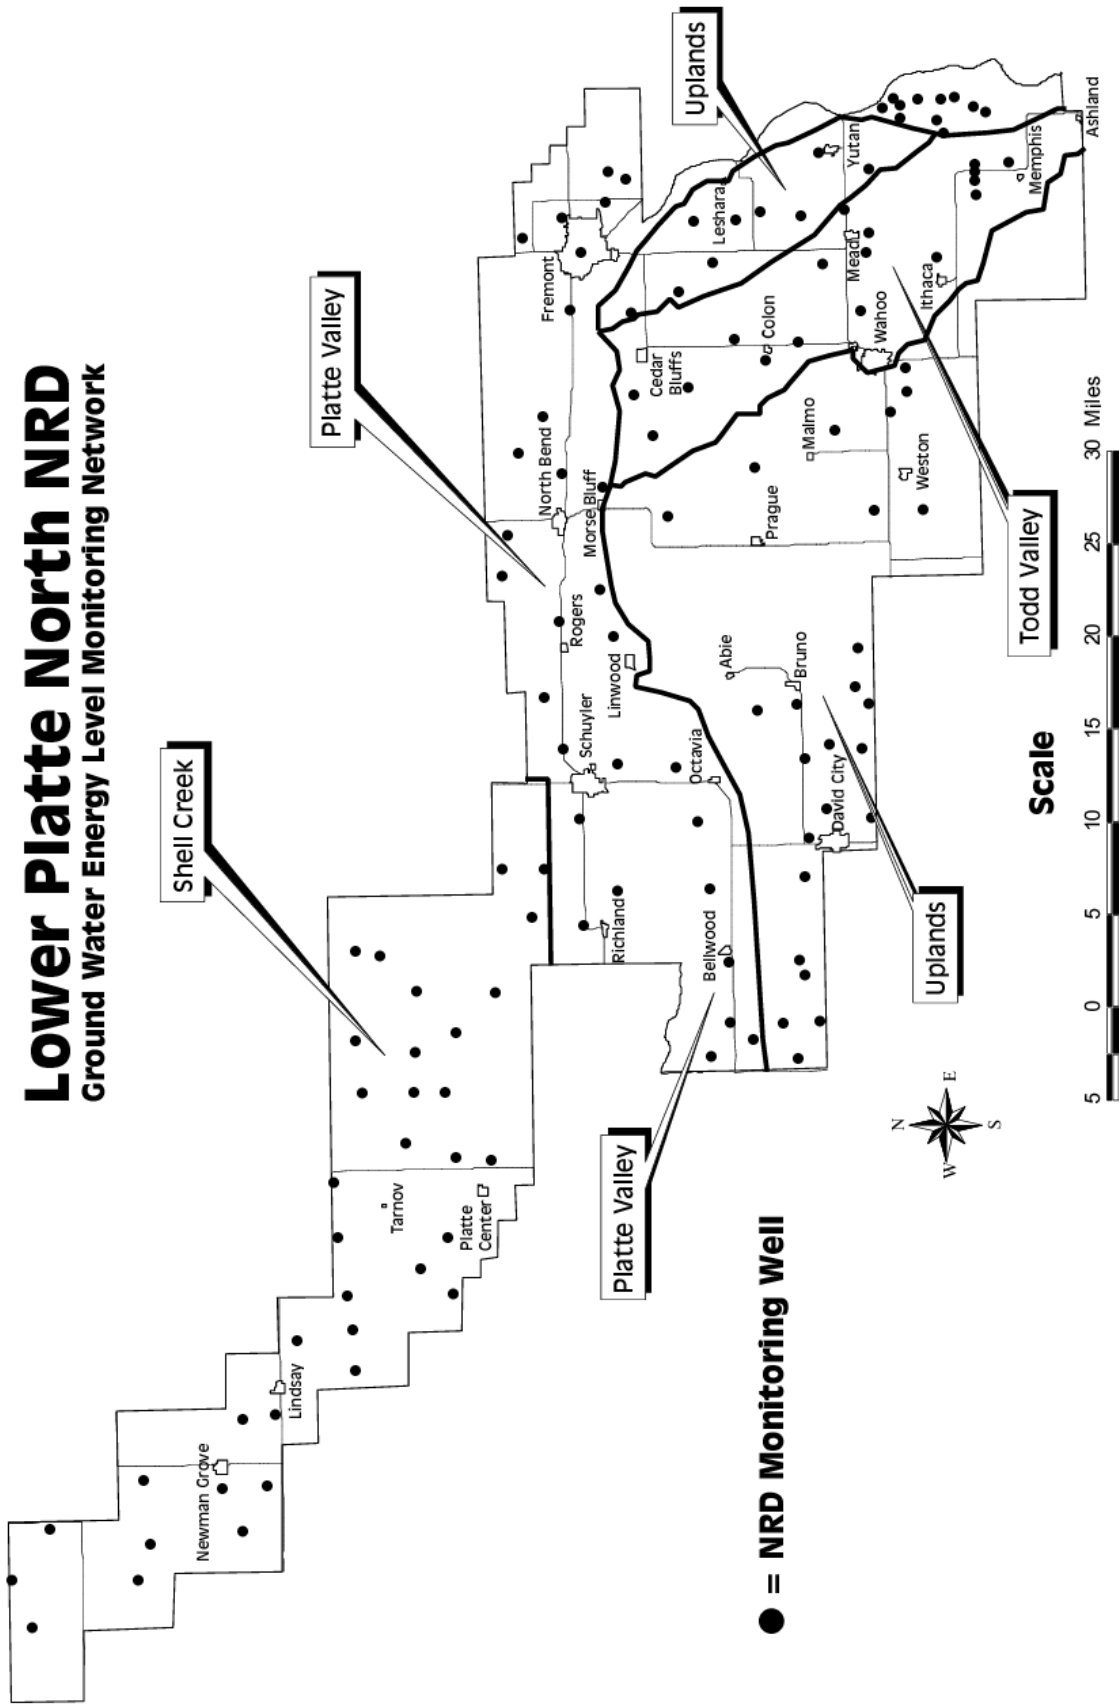 Lower Platte North NRD
Ground Water Energy Level Monitoring Network
Shell Creek
Platte Valley
Uplands
Newman Grove
Lindsay
Tarnov
Platte
Center
Richland
Schuyler
Rogers
North Bend
Fremont
Morse Bluff
Linwood
Bellwood
Octavia
Cedar
Bluffs
Leshara
Abie
Prague
Colon
Bruno
Malmo
David City
Yutan
Mead
Wahoo
Weston
Ithaca
Memphis
Ashland
Platte Valley
Uplands
Todd Valley
= NRD Monitoring Well
N
W
E
S
Scale
5
0
5
10
15
20
25
30 Miles